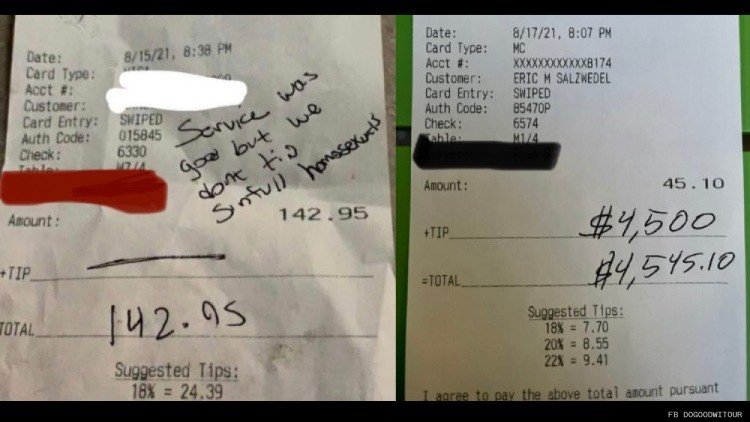 Date: 8/15/21, 8:38 PM
Card Type:
Acct #:
Customer:
Card Entry: SWIPED
Auth Code: 015845
Check: 6330
Table: W7/4
Service was
good but we
dont tip
sinfull homosexuals
Amount: 142.95
+TIP
TOTAL 142.95
Suggested Tips:
18% = 24.39
Date: 8/17/21, 8:07 PM
Card Type: MC
Acct #: XXXXXXXXXXXX8174
Customer: ERIC M SALZWEDEL
Card Entry: SWIPED
Auth Code: 85470P
Check: 6574
Table: M1/4
Amount: 45.10
+TIP $4,500
=TOTAL $4,545.10
Suggested Tips:
18% = 7.70
20% = 8.55
22% = 9.41
I agree to pay the above total amount pursuant
FB DOGOODWITOUR